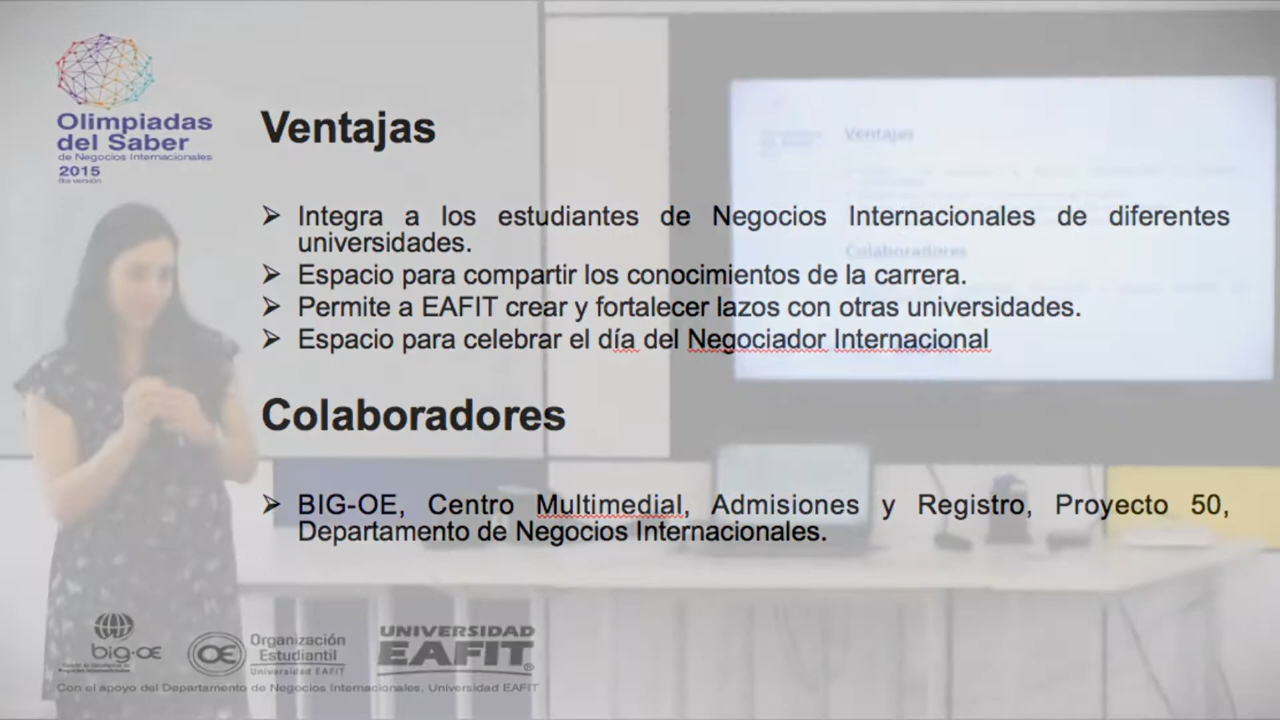 Olimpiadas
del Saber
de Negocios Internacionales
2015
Ventajas
➢ Integra a los estudiantes de Negocios Internacionales de diferentes
universidades.
➢ Espacio para compartir los conocimientos de la carrera.
➢ Permite a EAFIT crear y fortalecer lazos con otras universidades.
➢ Espacio para celebrar el día del Negociador Internacional
Ventajas
Colaboradores
Colaboradores
➢ BIG-OE, Centro Multimedial, Admisiones y Registro, Proyecto 50,
Departamento de Negocios Internacionales.
big-oe
OE
Organización
Estudiantil
Universidad EAFIT
UNIVERSIDAD
EAFIT®
Con el apoyo del Departamento de Negocios Internacionales, Universidad EAFIT